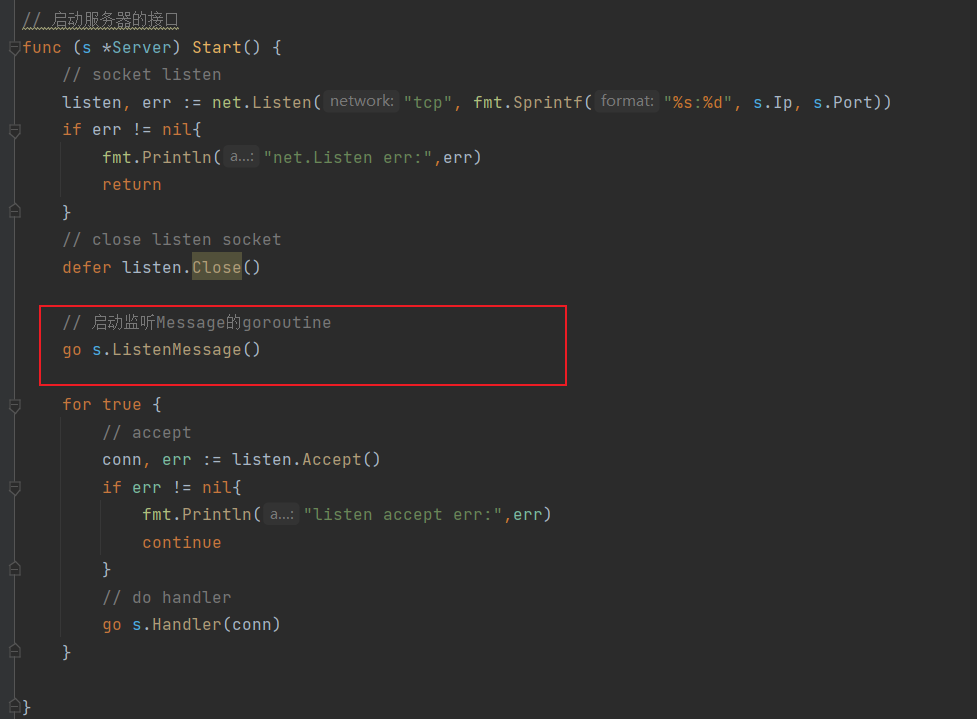 // 启动服务器的接口
func (s *Server) Start() {
    // socket listen
    listen, err := net.Listen( network: "tcp", fmt.Sprintf( format: "%s:%d", s.Ip, s.Port))
    if err != nil{
        fmt.Println( a...: "net.Listen err:",err)
        return
    }
    // close listen socket
    defer listen.Close()
    // 启动监听Message的goroutine
    go s.ListenMessage()
    for true {
        // accept
        conn, err := listen.Accept()
        if err != nil{
            fmt.Println( a...: "listen accept err:",err)
            continue
        }
        // do handler
        go s.Handler(conn)
    }
}